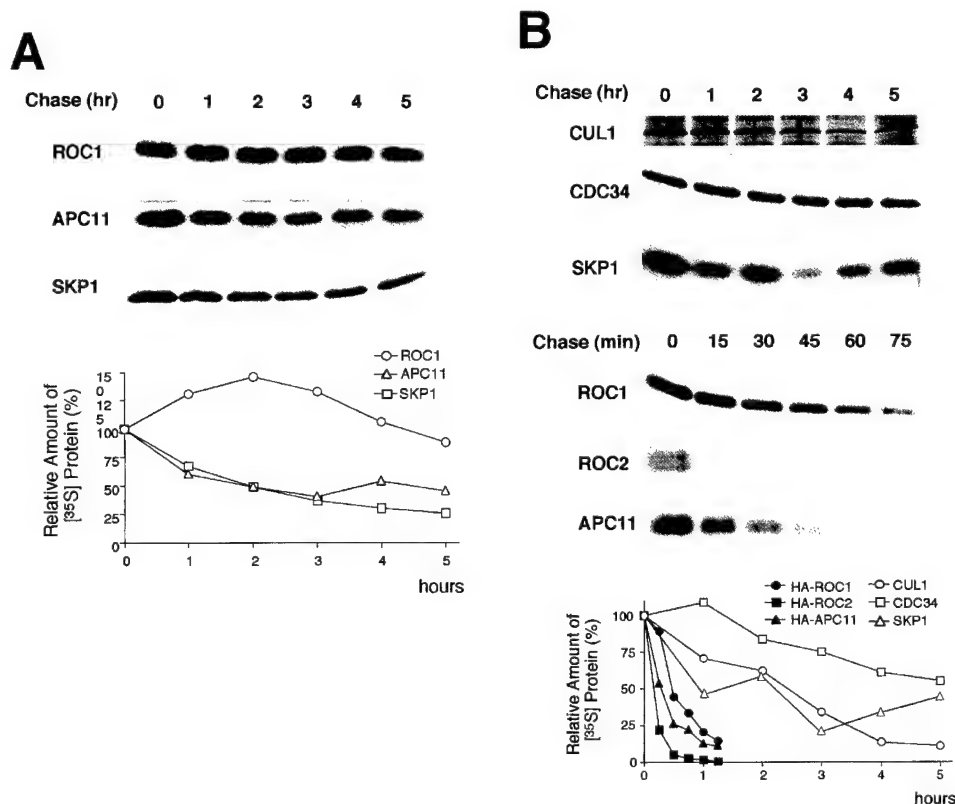 A
Chase (hr) 0 1 2 3 4 5
ROC1
APC11
SKP1
ROC1
APC11
SKP1
Relative Amount of
[35S] Protein (%)
15
0
12
5
100
75
50
25
0
0 1 2 3 4 5
hours
B
Chase (hr) 0 1 2 3 4 5
CUL1
CDC34
SKP1
Chase (min) 0 15 30 45 60 75
ROC1
ROC2
APC11
HA-ROC1 CUL1
HA-ROC2 CDC34
HA-APC11 SKP1
Relative Amount of
[35S] Protein (%)
100
75
50
25
0
0 1 2 3 4 5
hours